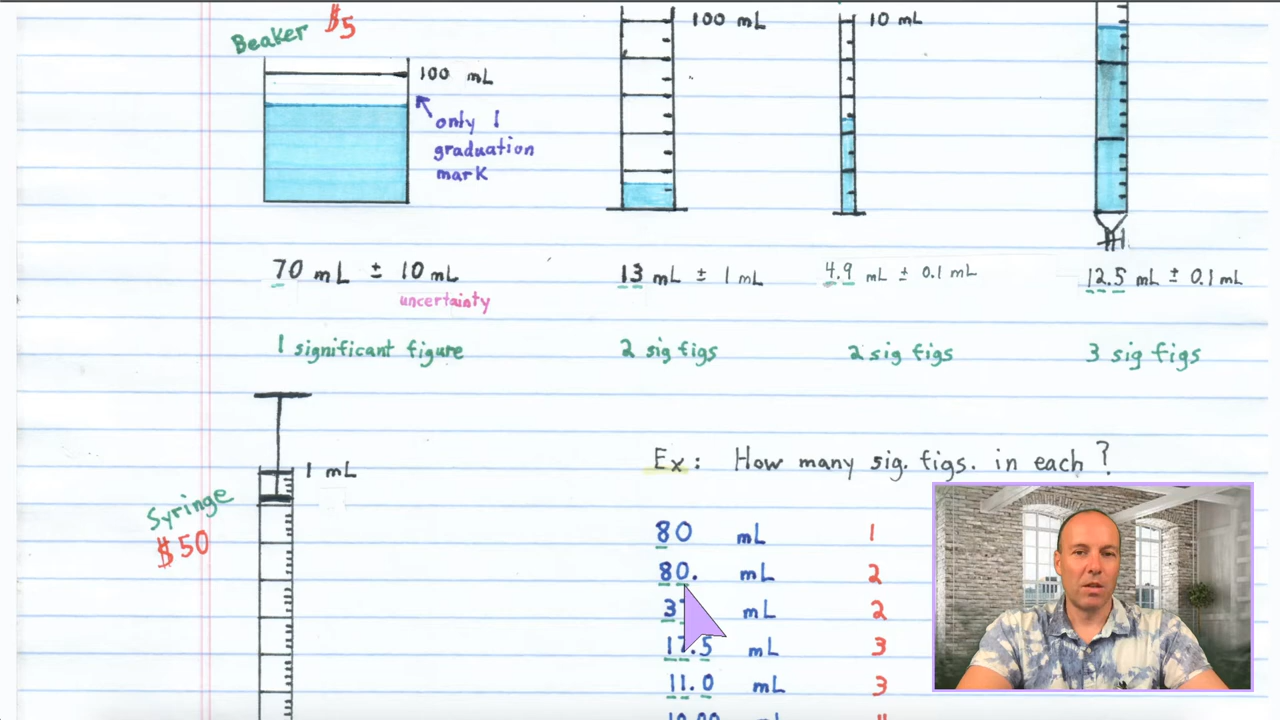 Beaker $5
100 mL
only 1
graduation
mark
100 mL
10 mL
70 mL ± 10 mL
uncertainty
13 mL ± 1 mL
4.9 mL ± 0.1 mL
12.5 mL ± 0.1 mL
1 significant figure
2 sig figs
2 sig figs
3 sig figs
1 mL
Syringe
$50
Ex: How many sig. figs. in each?
80 mL 1
80. mL 2
3 mL 2
17.5 mL 3
11.0 mL 3